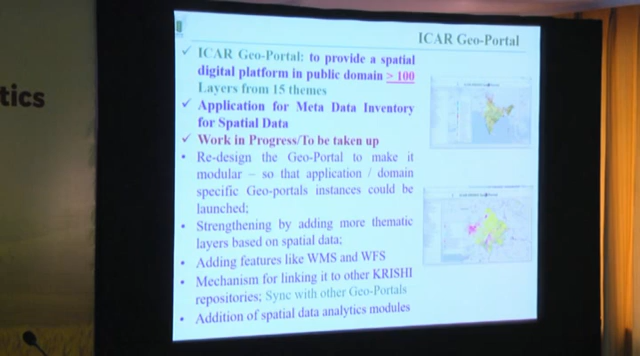 tics
ICAR Geo-Portal
✓ ICAR Geo-Portal: to provide a spatial
digital platform in public domain > 100
Layers from 15 themes
✓ Application for Meta Data Inventory
for Spatial Data
✓ Work in Progress/To be taken up
• Re-design the Geo-Portal to make it
modular – so that application / domain
specific Geo-portals instances could be
launched;
• Strengthening by adding more thematic
layers based on spatial data;
• Adding features like WMS and WFS
• Mechanism for linking it to other KRISHI
repositories; Sync with other Geo-Portals
• Addition of spatial data analytics modules